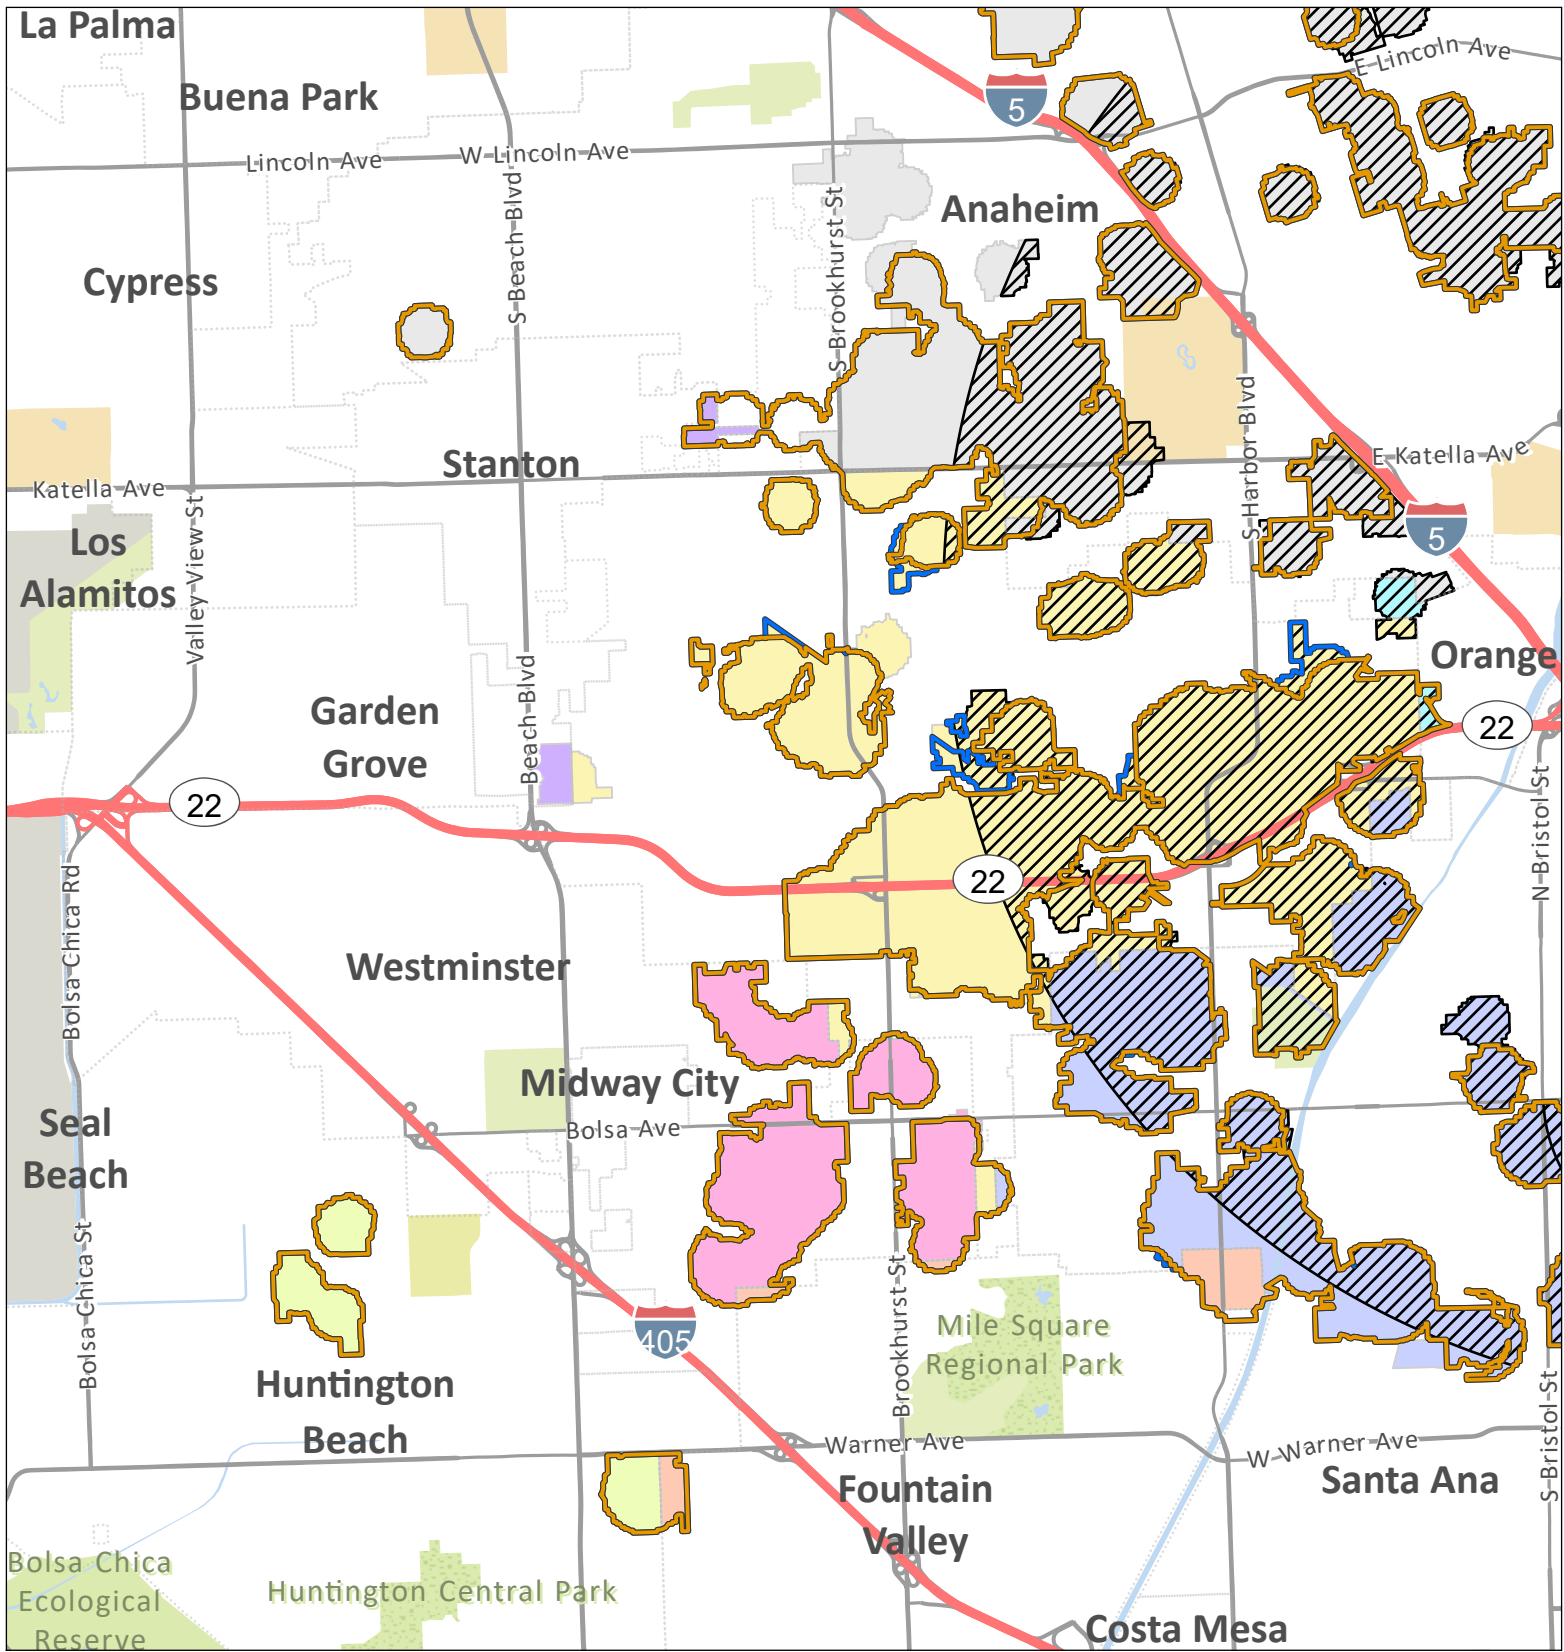 La Palma
Buena Park
E Lincoln Ave
5
Lincoln Ave
W Lincoln Ave
S Beach Blvd
S Brookhurst St
Anaheim
Cypress
Stanton
S Harbor Blvd
E Katella Ave
Katella Ave
Valley View St
Los
Alamitos
5
Orange
Garden
Grove
Beach Blvd
22
22
22
N Bristol St
Bolsa Chica Rd
Westminster
Midway City
Bolsa Ave
Seal
Beach
Bolsa Chica St
Brookhurst St
405
Mile Square
Regional Park
Huntington
Beach
Warner Ave
W Warner Ave
S Bristol St
Santa Ana
Fountain
Valley
Bolsa Chica
Ecological
Reserve
Huntington Central Park
Costa Mesa